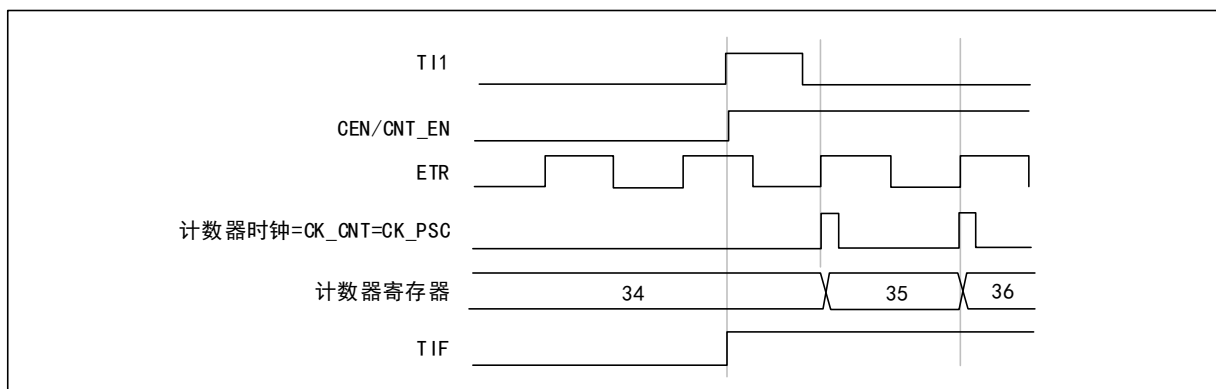 TI1
CEN/CNT_EN
ETR
计数器时钟=CK_CNT=CK_PSC
计数器寄存器 34 35 36
TIF